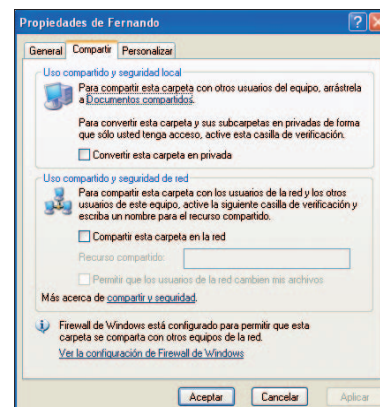 Propiedades de Fernando
General Compartir Personalizar
Uso compartido y seguridad local
Para compartir esta carpeta con otros usuarios del equipo, arrástrela
a Documentos compartidos.
Para convertir esta carpeta y sus subcarpetas en privadas de forma
que sólo usted tenga acceso, active esta casilla de verificación.
Convertir esta carpeta en privada
Uso compartido y seguridad de red
Para compartir esta carpeta con los usuarios de la red y los otros
usuarios de este equipo, active la siguiente casilla de verificación y
escriba un nombre para el recurso compartido.
Compartir esta carpeta en la red
Recurso compartido:
Permitir que los usuarios de la red cambien mis archivos
Más acerca de compartir y seguridad.
Firewall de Windows está configurado para permitir que esta
carpeta se comparta con otros equipos de la red.
Ver la configuración de Firewall de Windows
Aceptar Cancelar Aplicar